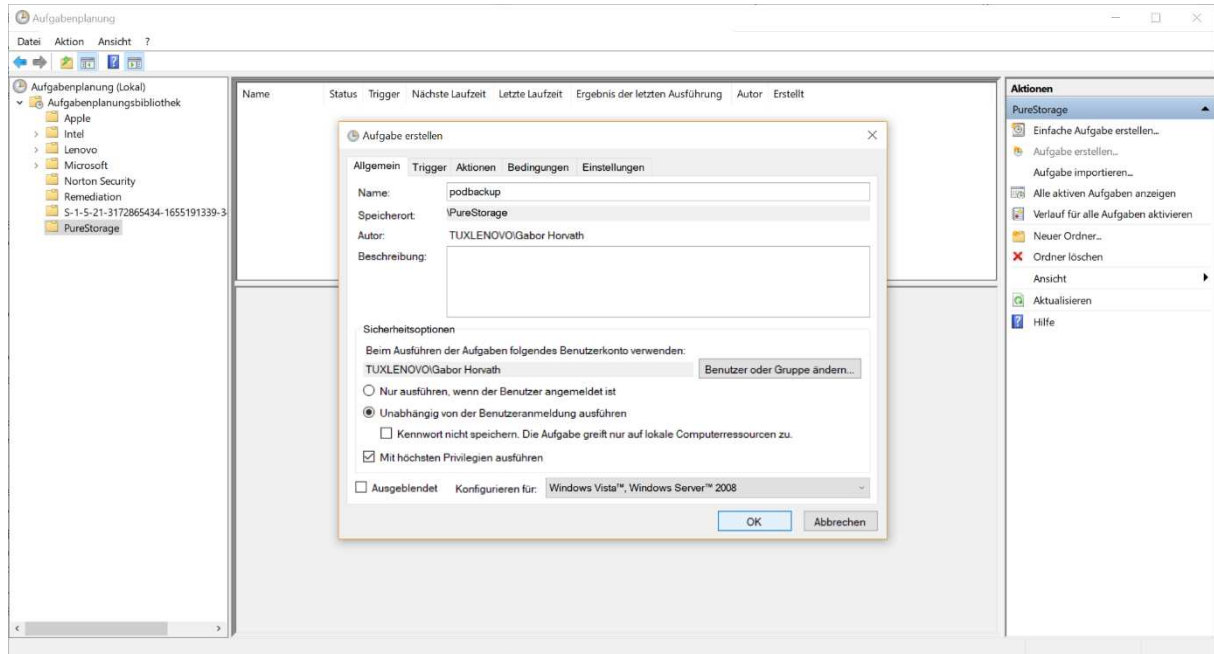 Aufgabenplanung
Datei Aktion Ansicht ?
Aufgabenplanung (Lokal)
Aufgabenplanungsbibliothek
Apple
Intel
Lenovo
Microsoft
Norton Security
Remediation
S-1-5-21-3172865434-1655191339-3
PureStorage
Name Status Trigger Nächste Laufzeit Letzte Laufzeit Ergebnis der letzten Ausführung Autor Erstellt
Aufgabe erstellen
Allgemein Trigger Aktionen Bedingungen Einstellungen
Name: podbackup
Speicherort: \PureStorage
Autor: TUXLENOVO\Gabor Horvath
Beschreibung:
Sicherheitsoptionen
Beim Ausführen der Aufgaben folgendes Benutzerkonto verwenden:
TUXLENOVO\Gabor Horvath Benutzer oder Gruppe ändern...
Nur ausführen, wenn der Benutzer angemeldet ist
Unabhängig von der Benutzeranmeldung ausführen
Kennwort nicht speichern. Die Aufgabe greift nur auf lokale Computerressourcen zu.
Mit höchsten Privilegien ausführen
Ausgeblendet Konfigurieren für: Windows Vista™, Windows Server™ 2008
OK Abbrechen
Aktionen
PureStorage
Einfache Aufgabe erstellen...
Aufgabe erstellen...
Aufgabe importieren...
Alle aktiven Aufgaben anzeigen
Verlauf für alle Aufgaben aktivieren
Neuer Ordner...
Ordner löschen
Ansicht
Aktualisieren
Hilfe